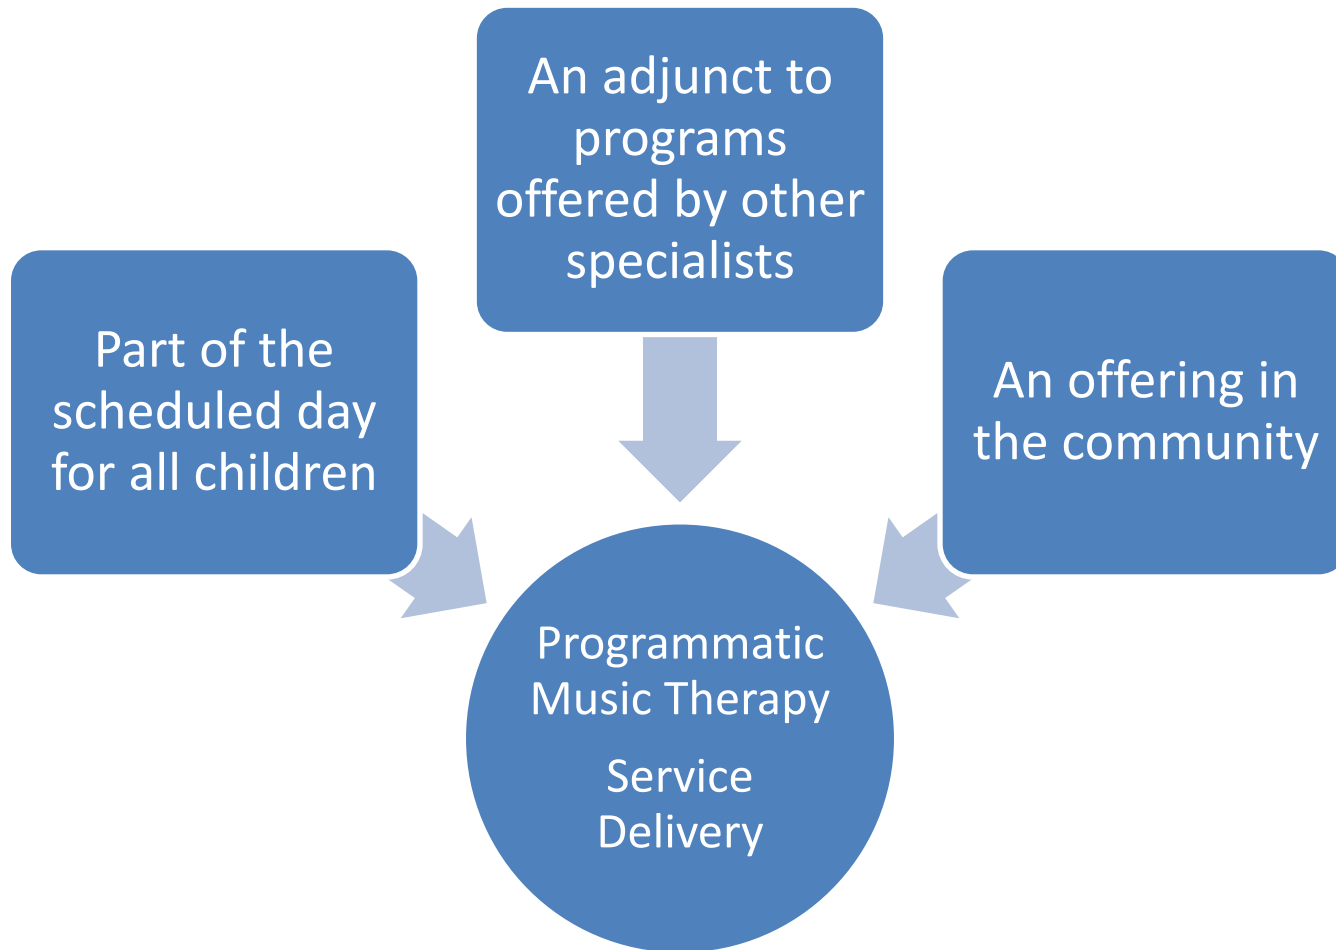 An adjunct to
programs
offered by other
specialists
Part of the
scheduled day
for all children
An offering in
the community
Programmatic
Music Therapy
Service
Delivery